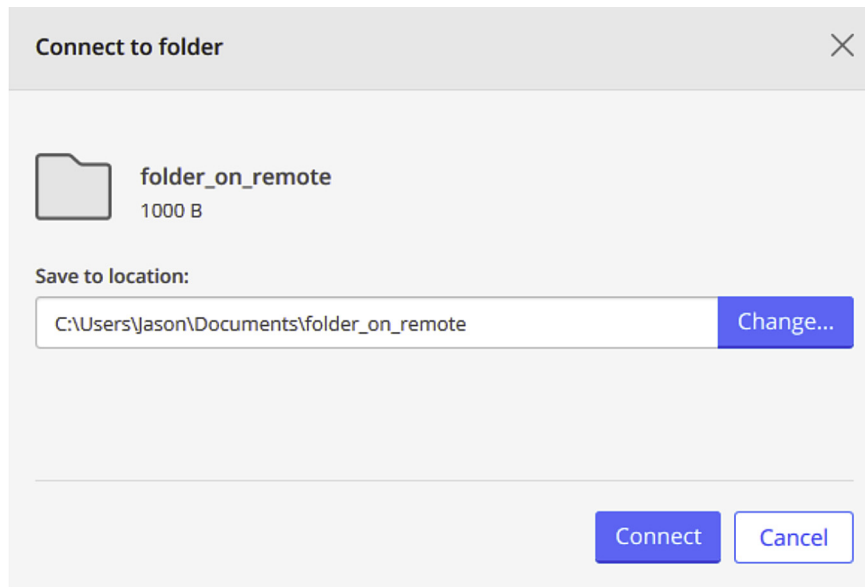 Connect to folder
folder_on_remote
1000 B
Save to location:
C:\Users\Jason\Documents\folder_on_remote
Change...
Connect
Cancel